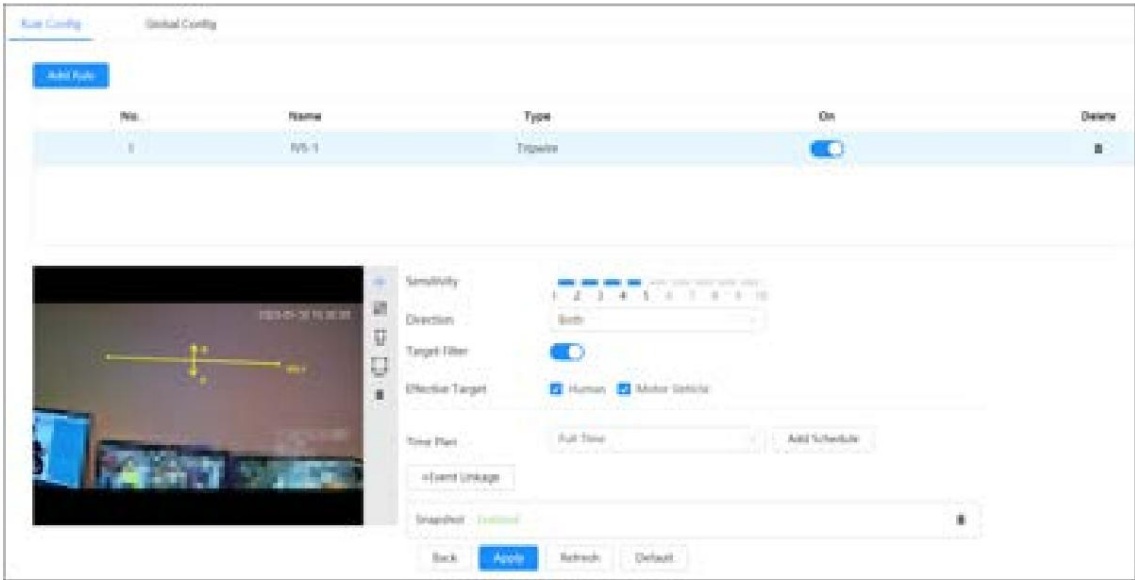 Rule Config Global Config
Add Rule
No. Name Type On Delete
1 IVS-1 Tripwire
Sensitivity
1 2 3 4 5 6 7 8 9 10
Direction Both
Target Filter
Effective Target Human Motor Vehicle
Time Plan Full Time Add Schedule
+Event Linkage
Snapshot Enabled
Back Apply Refresh Default